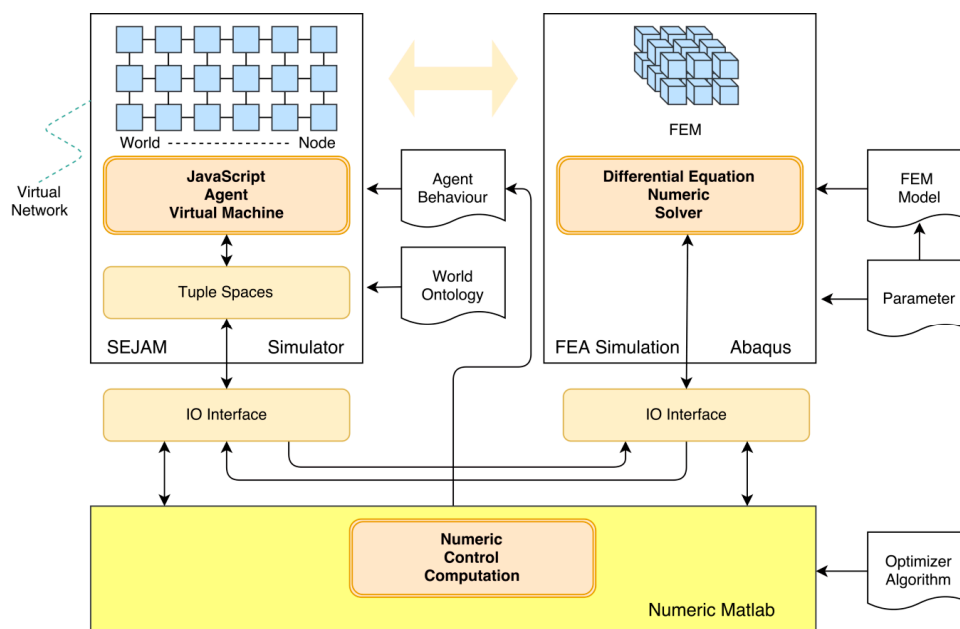 World
Node
FEM
Virtual
Network
JavaScript
Agent
Virtual Machine
Agent
Behaviour
Differential Equation
Numeric
Solver
FEM
Model
Tuple Spaces
World
Ontology
Parameter
SEJAM
Simulator
FEA Simulation
Abaqus
IO Interface
IO Interface
Numeric
Control
Computation
Optimizer
Algorithm
Numeric Matlab